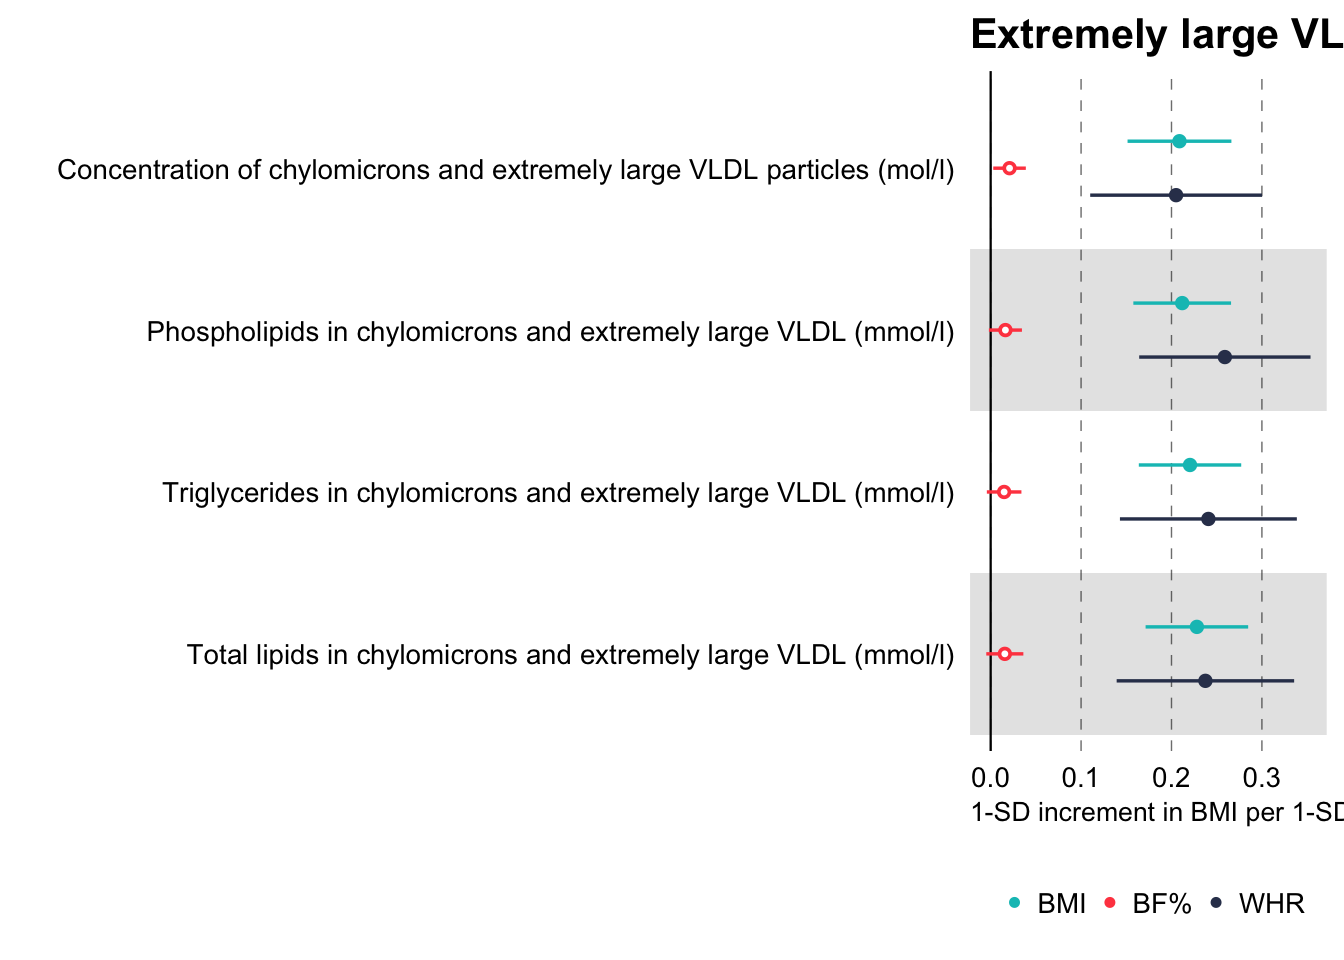 Extremely large VL
Concentration of chylomicrons and extremely large VLDL particles (mol/l)
Phospholipids in chylomicrons and extremely large VLDL (mmol/l)
Triglycerides in chylomicrons and extremely large VLDL (mmol/l)
Total lipids in chylomicrons and extremely large VLDL (mmol/l)
0.0 0.1 0.2 0.3
1-SD increment in BMI per 1-SD
BMI BF% WHR